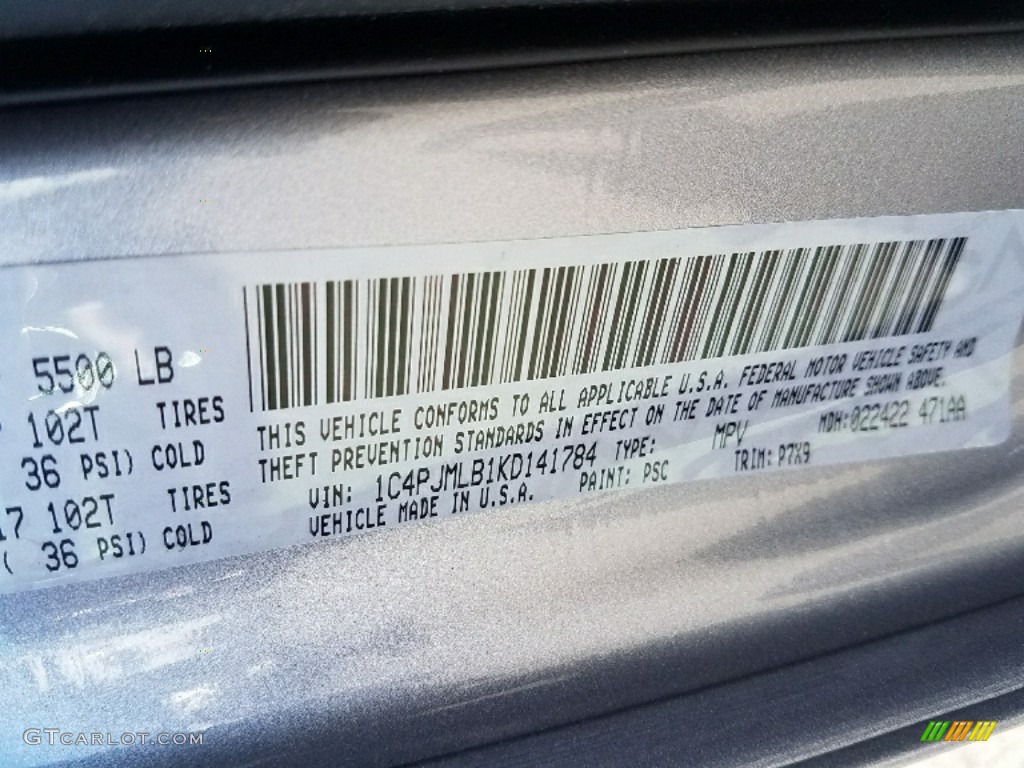 5500 LB
102T TIRES
36 PSI) COLD
17 102T TIRES
( 36 PSI) COLD
THIS VEHICLE CONFORMS TO ALL APPLICABLE U.S.A. FEDERAL MOTOR VEHICLE SAFETY AND
THEFT PREVENTION STANDARDS IN EFFECT ON THE DATE OF MANUFACTURE SHOWN ABOVE.
VIN: 1C4PJMLB1KD141784 TYPE: MPV MDH:022422 471AA
VEHICLE MADE IN U.S.A. PAINT: PSC TRIM: P7X9
GTCARLOT.COM